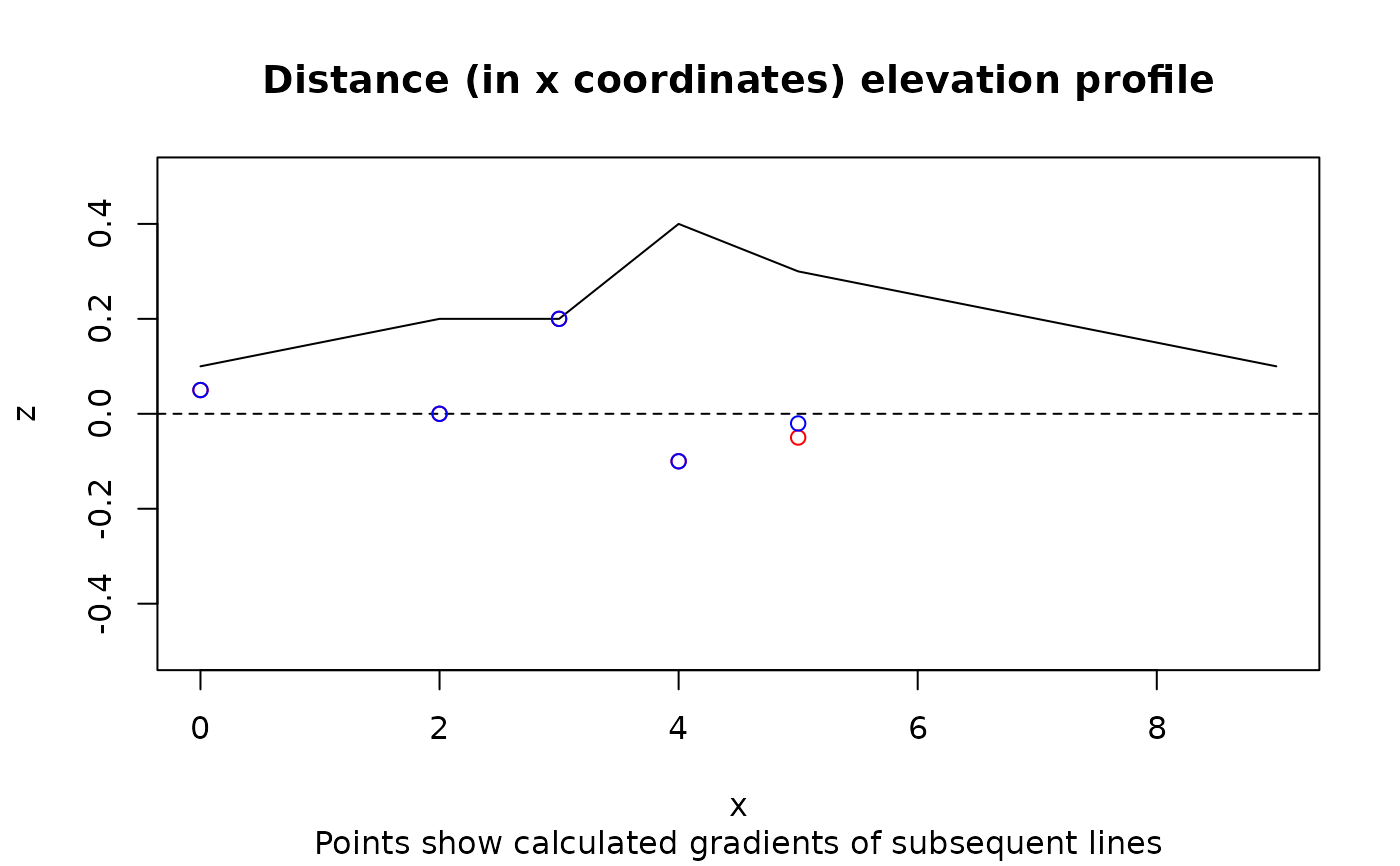 Distance (in x coordinates) elevation profile
z
0.4
0.2
0.0
-0.2
-0.4
0 2 4 6 8
x
Points show calculated gradients of subsequent lines